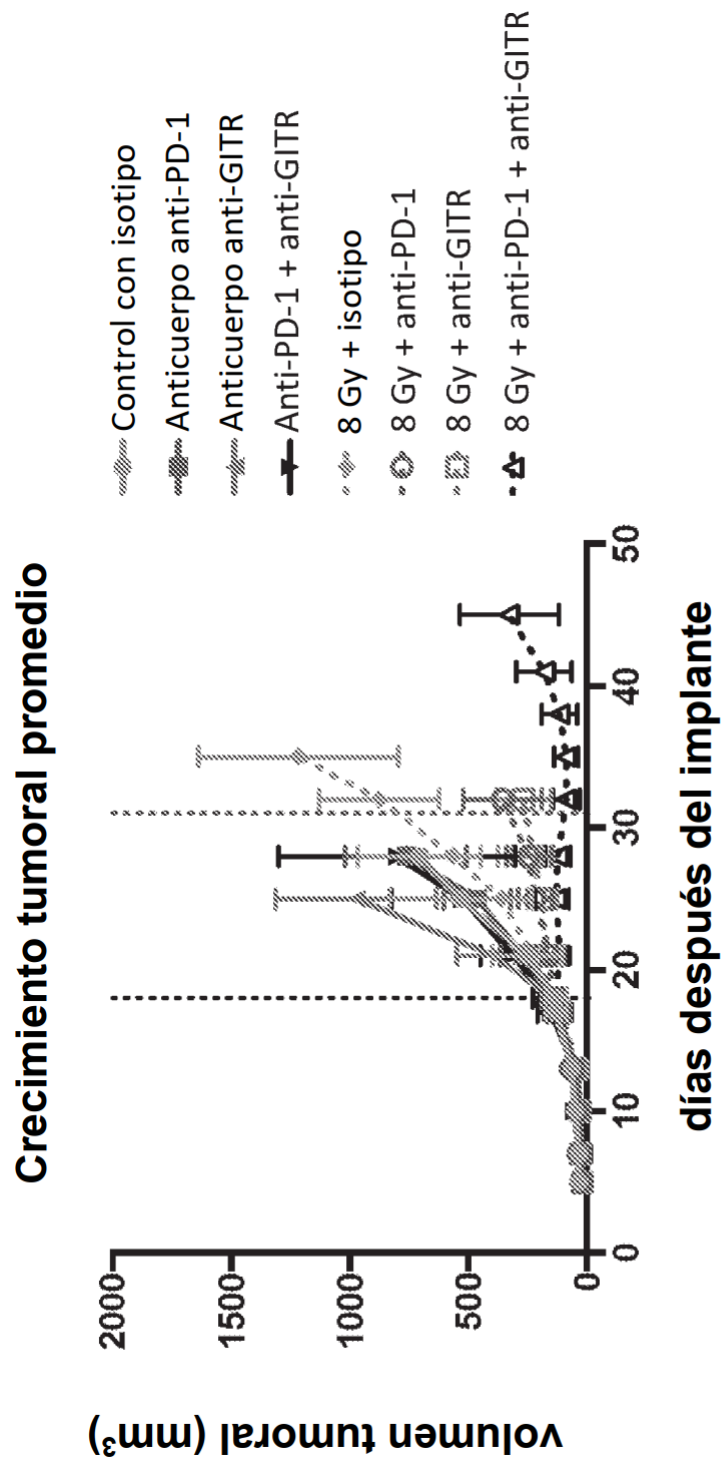 Crecimiento tumoral promedio
volumen tumoral (mm³)
2000
1500
1000
500
0
0
10
20
30
40
50
días después del implante
Control con isotipo
Anticuerpo anti-PD-1
Anticuerpo anti-GITR
Anti-PD-1 + anti-GITR
8 Gy + isotipo
8 Gy + anti-PD-1
8 Gy + anti-GITR
8 Gy + anti-PD-1 + anti-GITR